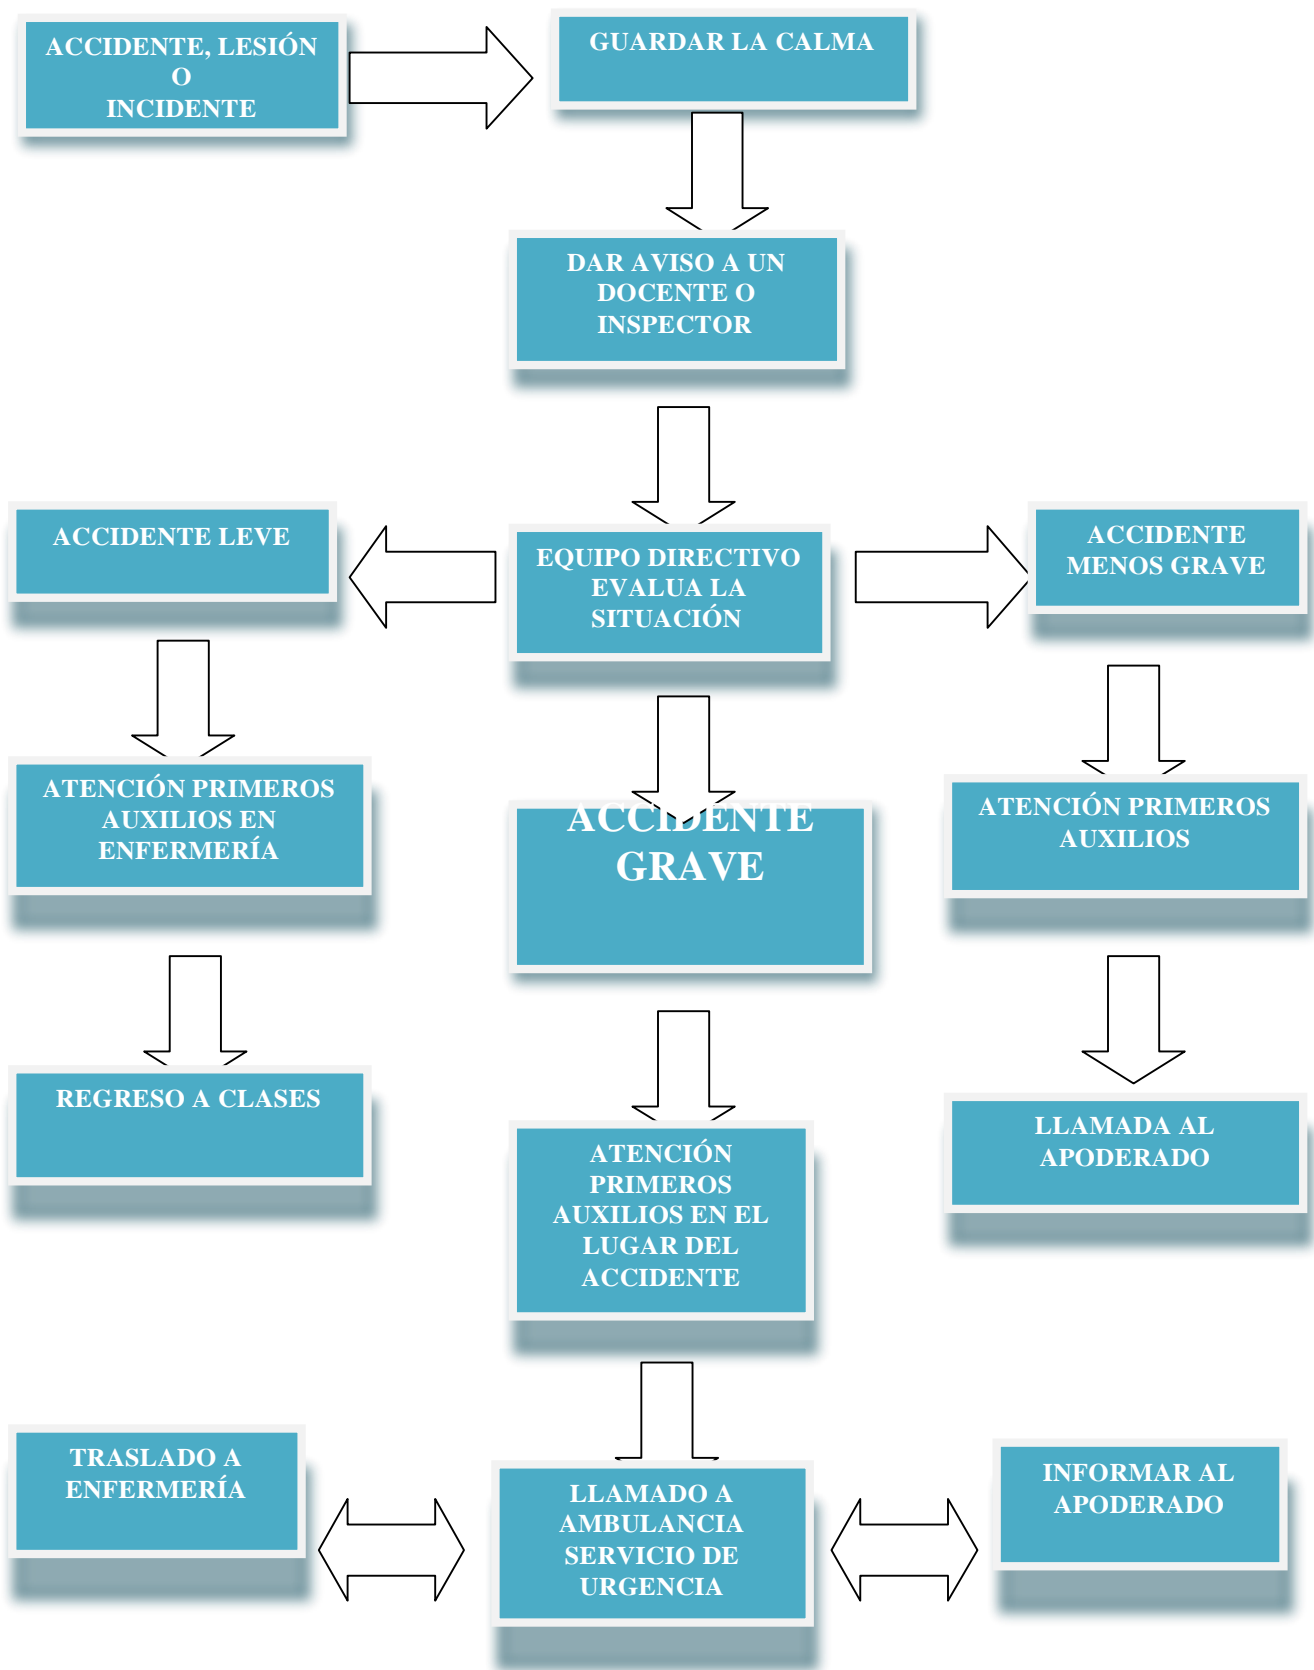 ACCIDENTE, LESIÓN
O
INCIDENTE
GUARDAR LA CALMA
DAR AVISO A UN
DOCENTE O
INSPECTOR
ACCIDENTE LEVE
EQUIPO DIRECTIVO
EVALUA LA
SITUACIÓN
ACCIDENTE
MENOS GRAVE
ATENCIÓN PRIMEROS
AUXILIOS EN
ENFERMERÍA
ACCIDENTE
GRAVE
ATENCIÓN PRIMEROS
AUXILIOS
REGRESO A CLASES
ATENCIÓN
PRIMEROS
AUXILIOS EN EL
LUGAR DEL
ACCIDENTE
LLAMADA AL
APODERADO
TRASLADO A
ENFERMERÍA
LLAMADO A
AMBULANCIA
SERVICIO DE
URGENCIA
INFORMAR AL
APODERADO